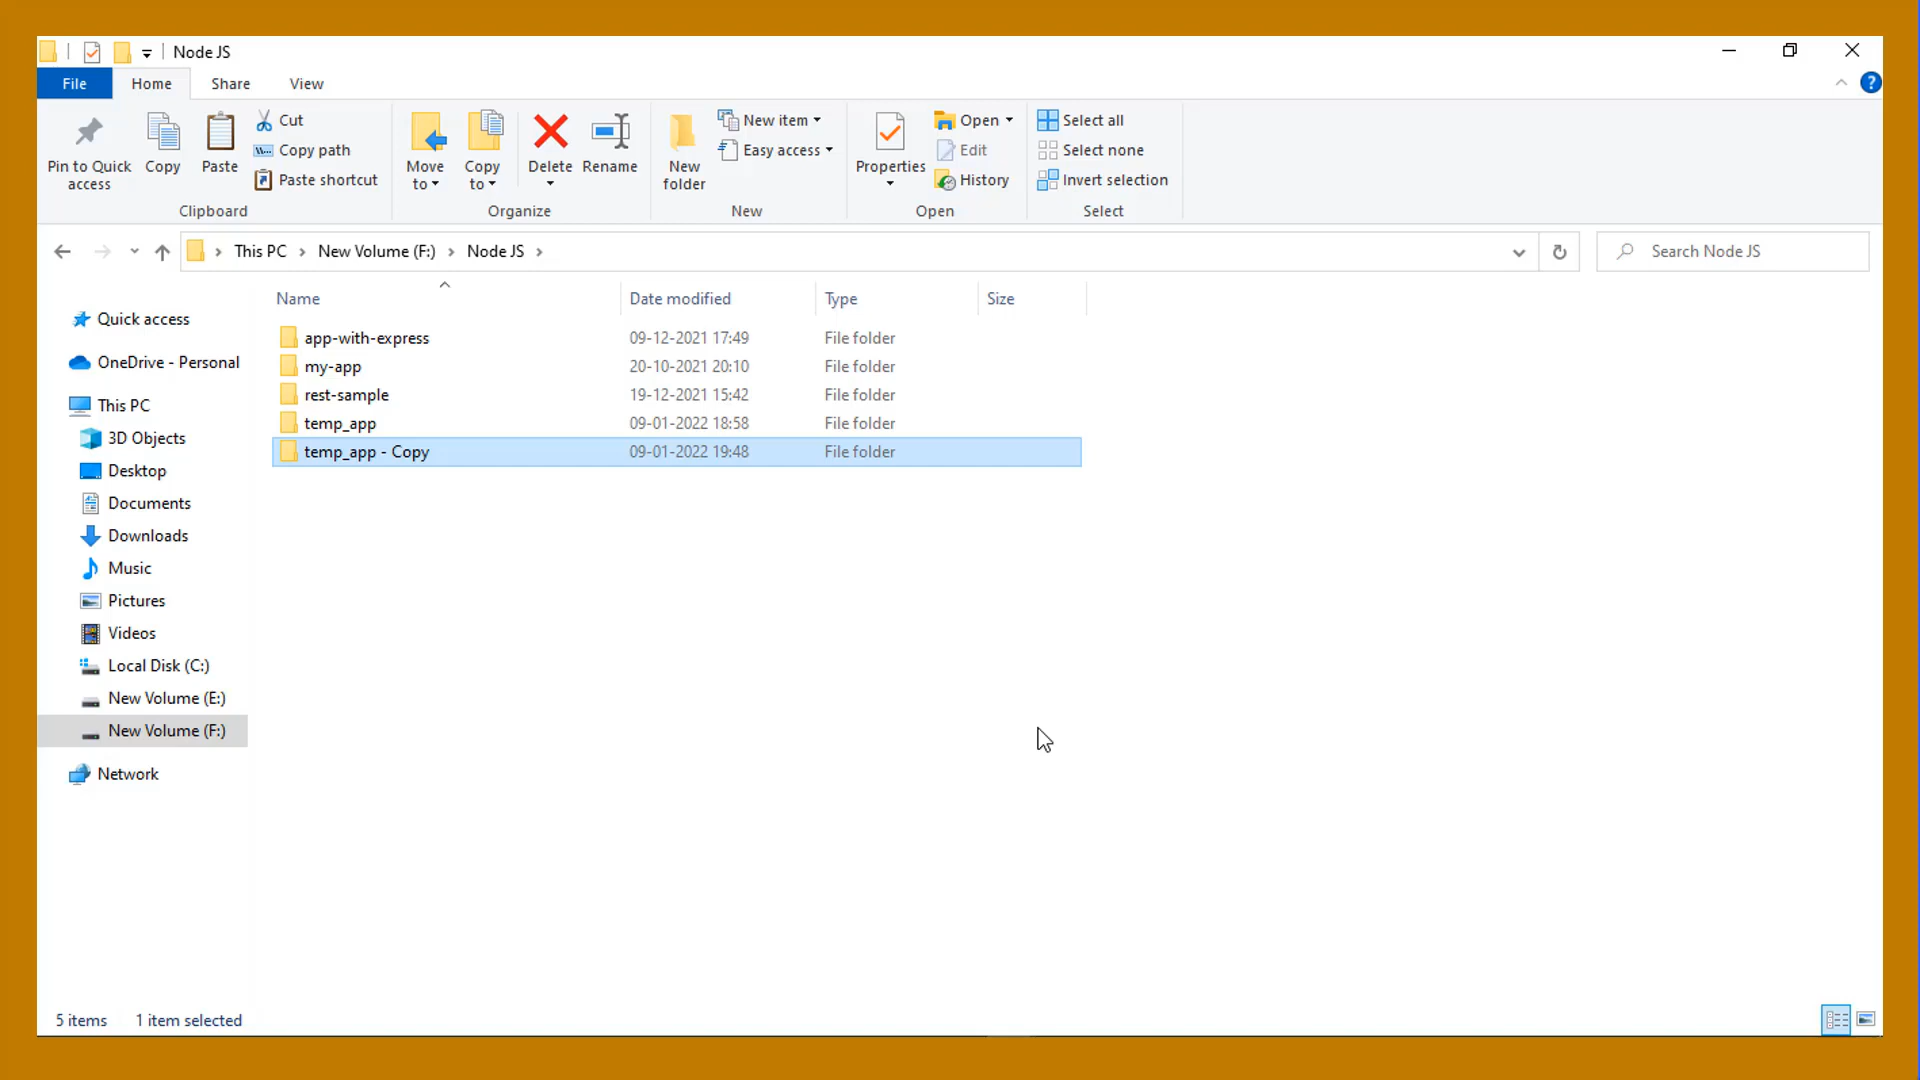 Node JS
File Home Share View
Pin to Quick access
Copy
Paste
Cut
Copy path
Paste shortcut
Clipboard
Move to
Copy to
Delete
Rename
Organize
New folder
New item
Easy access
New
Properties
Open
Edit
History
Open
Select all
Select none
Invert selection
Select
This PC > New Volume (F:) > Node JS >
Search Node JS
Name Date modified Type Size
app-with-express 09-12-2021 17:49 File folder
my-app 20-10-2021 20:10 File folder
rest-sample 19-12-2021 15:42 File folder
temp_app 09-01-2022 18:58 File folder
temp_app - Copy 09-01-2022 19:48 File folder
Quick access
OneDrive - Personal
This PC
3D Objects
Desktop
Documents
Downloads
Music
Pictures
Videos
Local Disk (C:)
New Volume (E:)
New Volume (F:)
Network
5 items 1 item selected